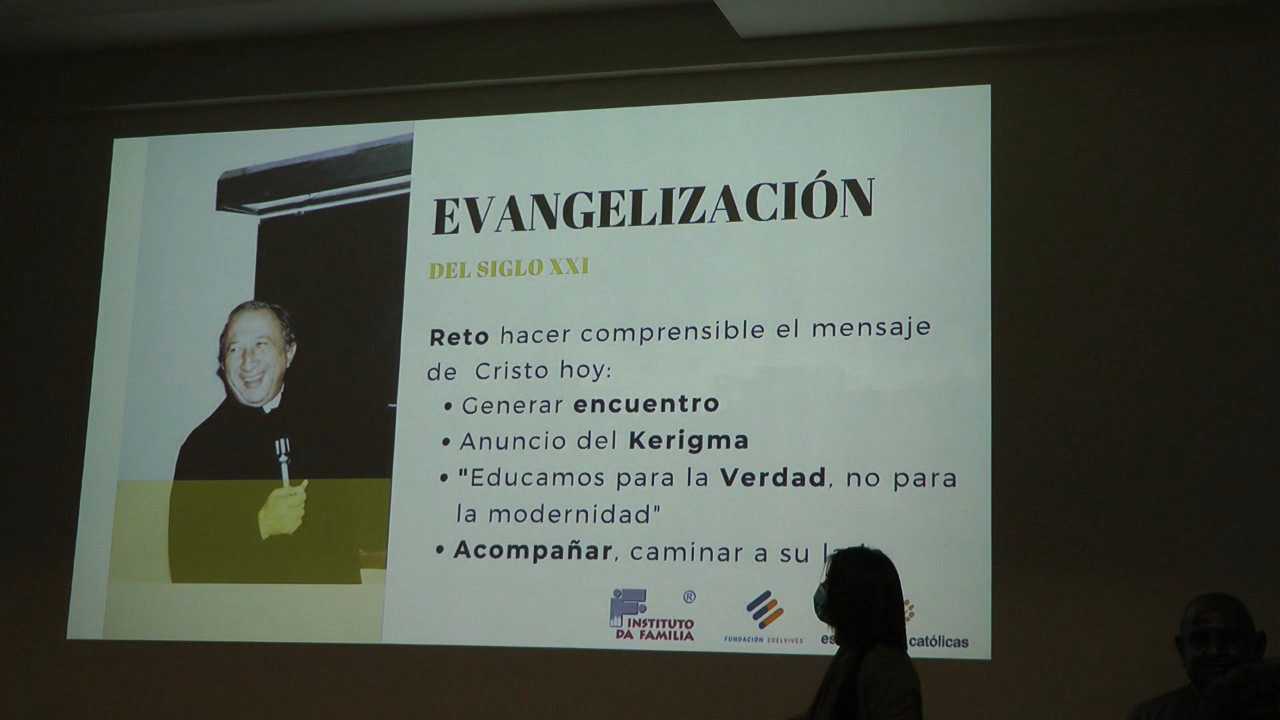 EVANGELIZACIÓN
DEL SIGLO XXI
Reto hacer comprensible el mensaje
de Cristo hoy:
• Generar encuentro
• Anuncio del Kerigma
• "Educamos para la Verdad, no para
la modernidad"
• Acompañar, caminar a su
INSTITUTO ®
DA FAMILIA
FUNDACIÓN EDELVIVES
católicas